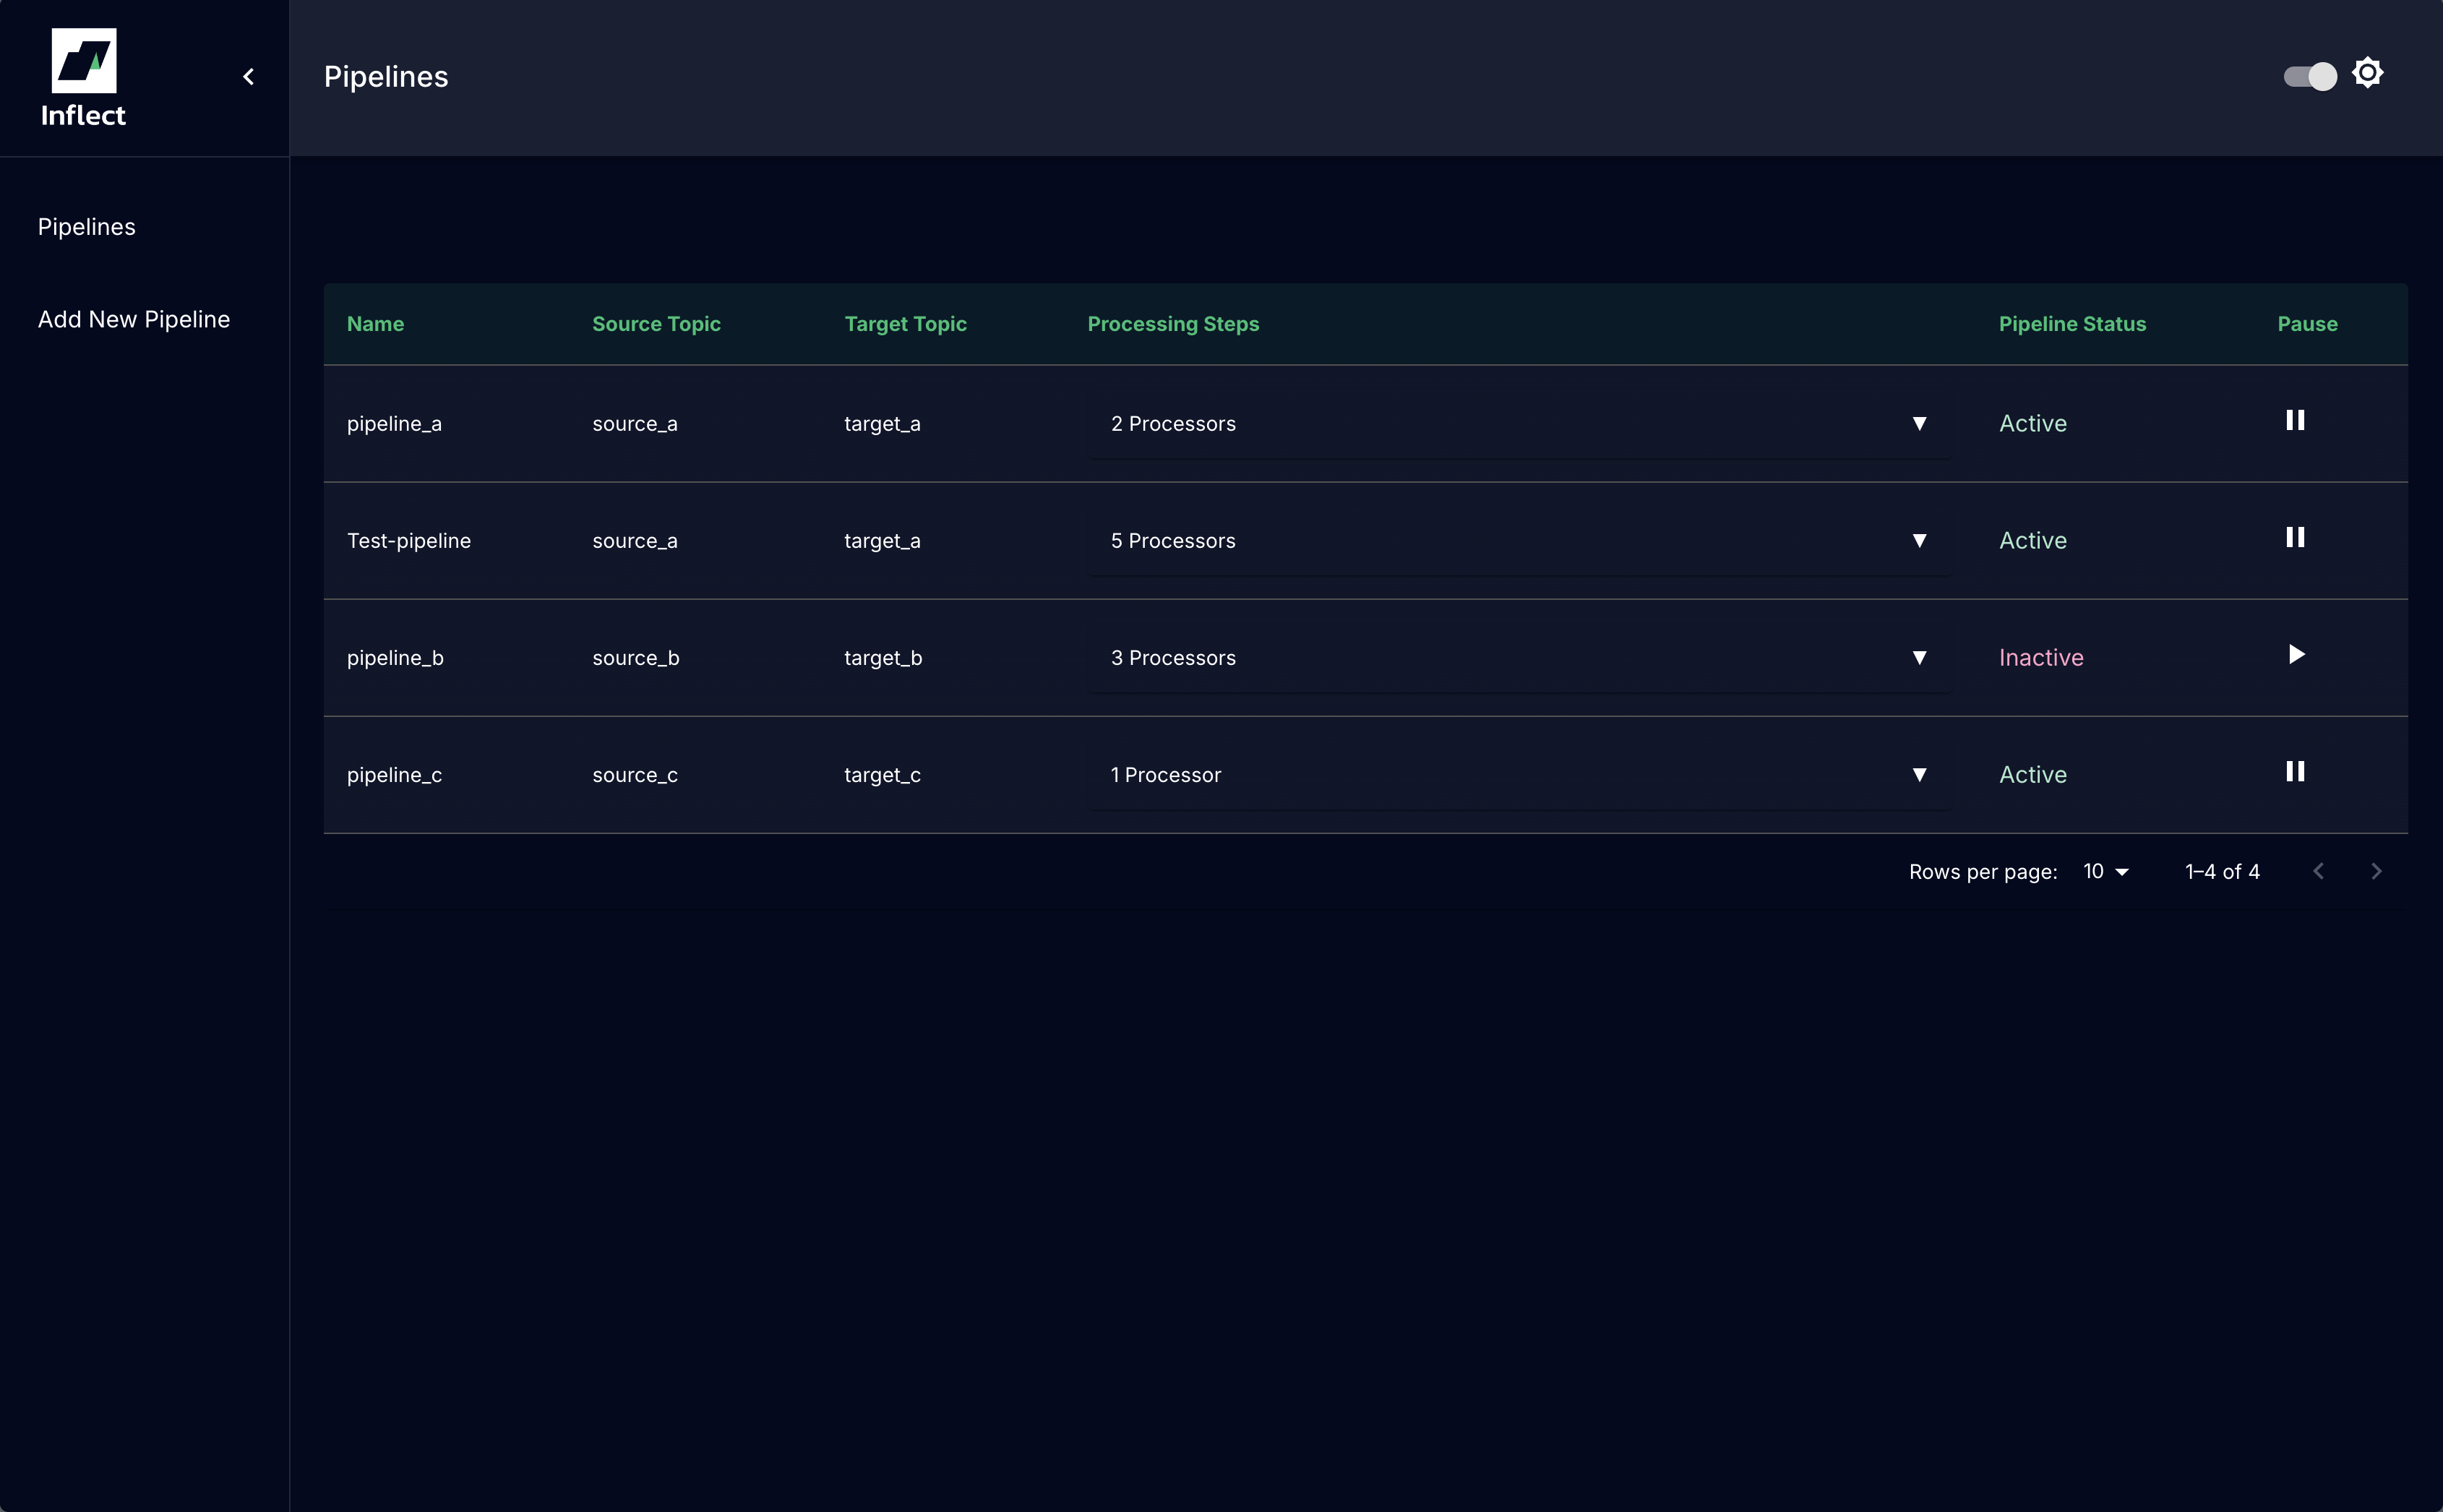 Inflect
Pipelines
Pipelines
Add New Pipeline
Name Source Topic Target Topic Processing Steps Pipeline Status Pause
pipeline_a source_a target_a 2 Processors Active
Test-pipeline source_a target_a 5 Processors Active
pipeline_b source_b target_b 3 Processors Inactive
pipeline_c source_c target_c 1 Processor Active
Rows per page: 10 1–4 of 4